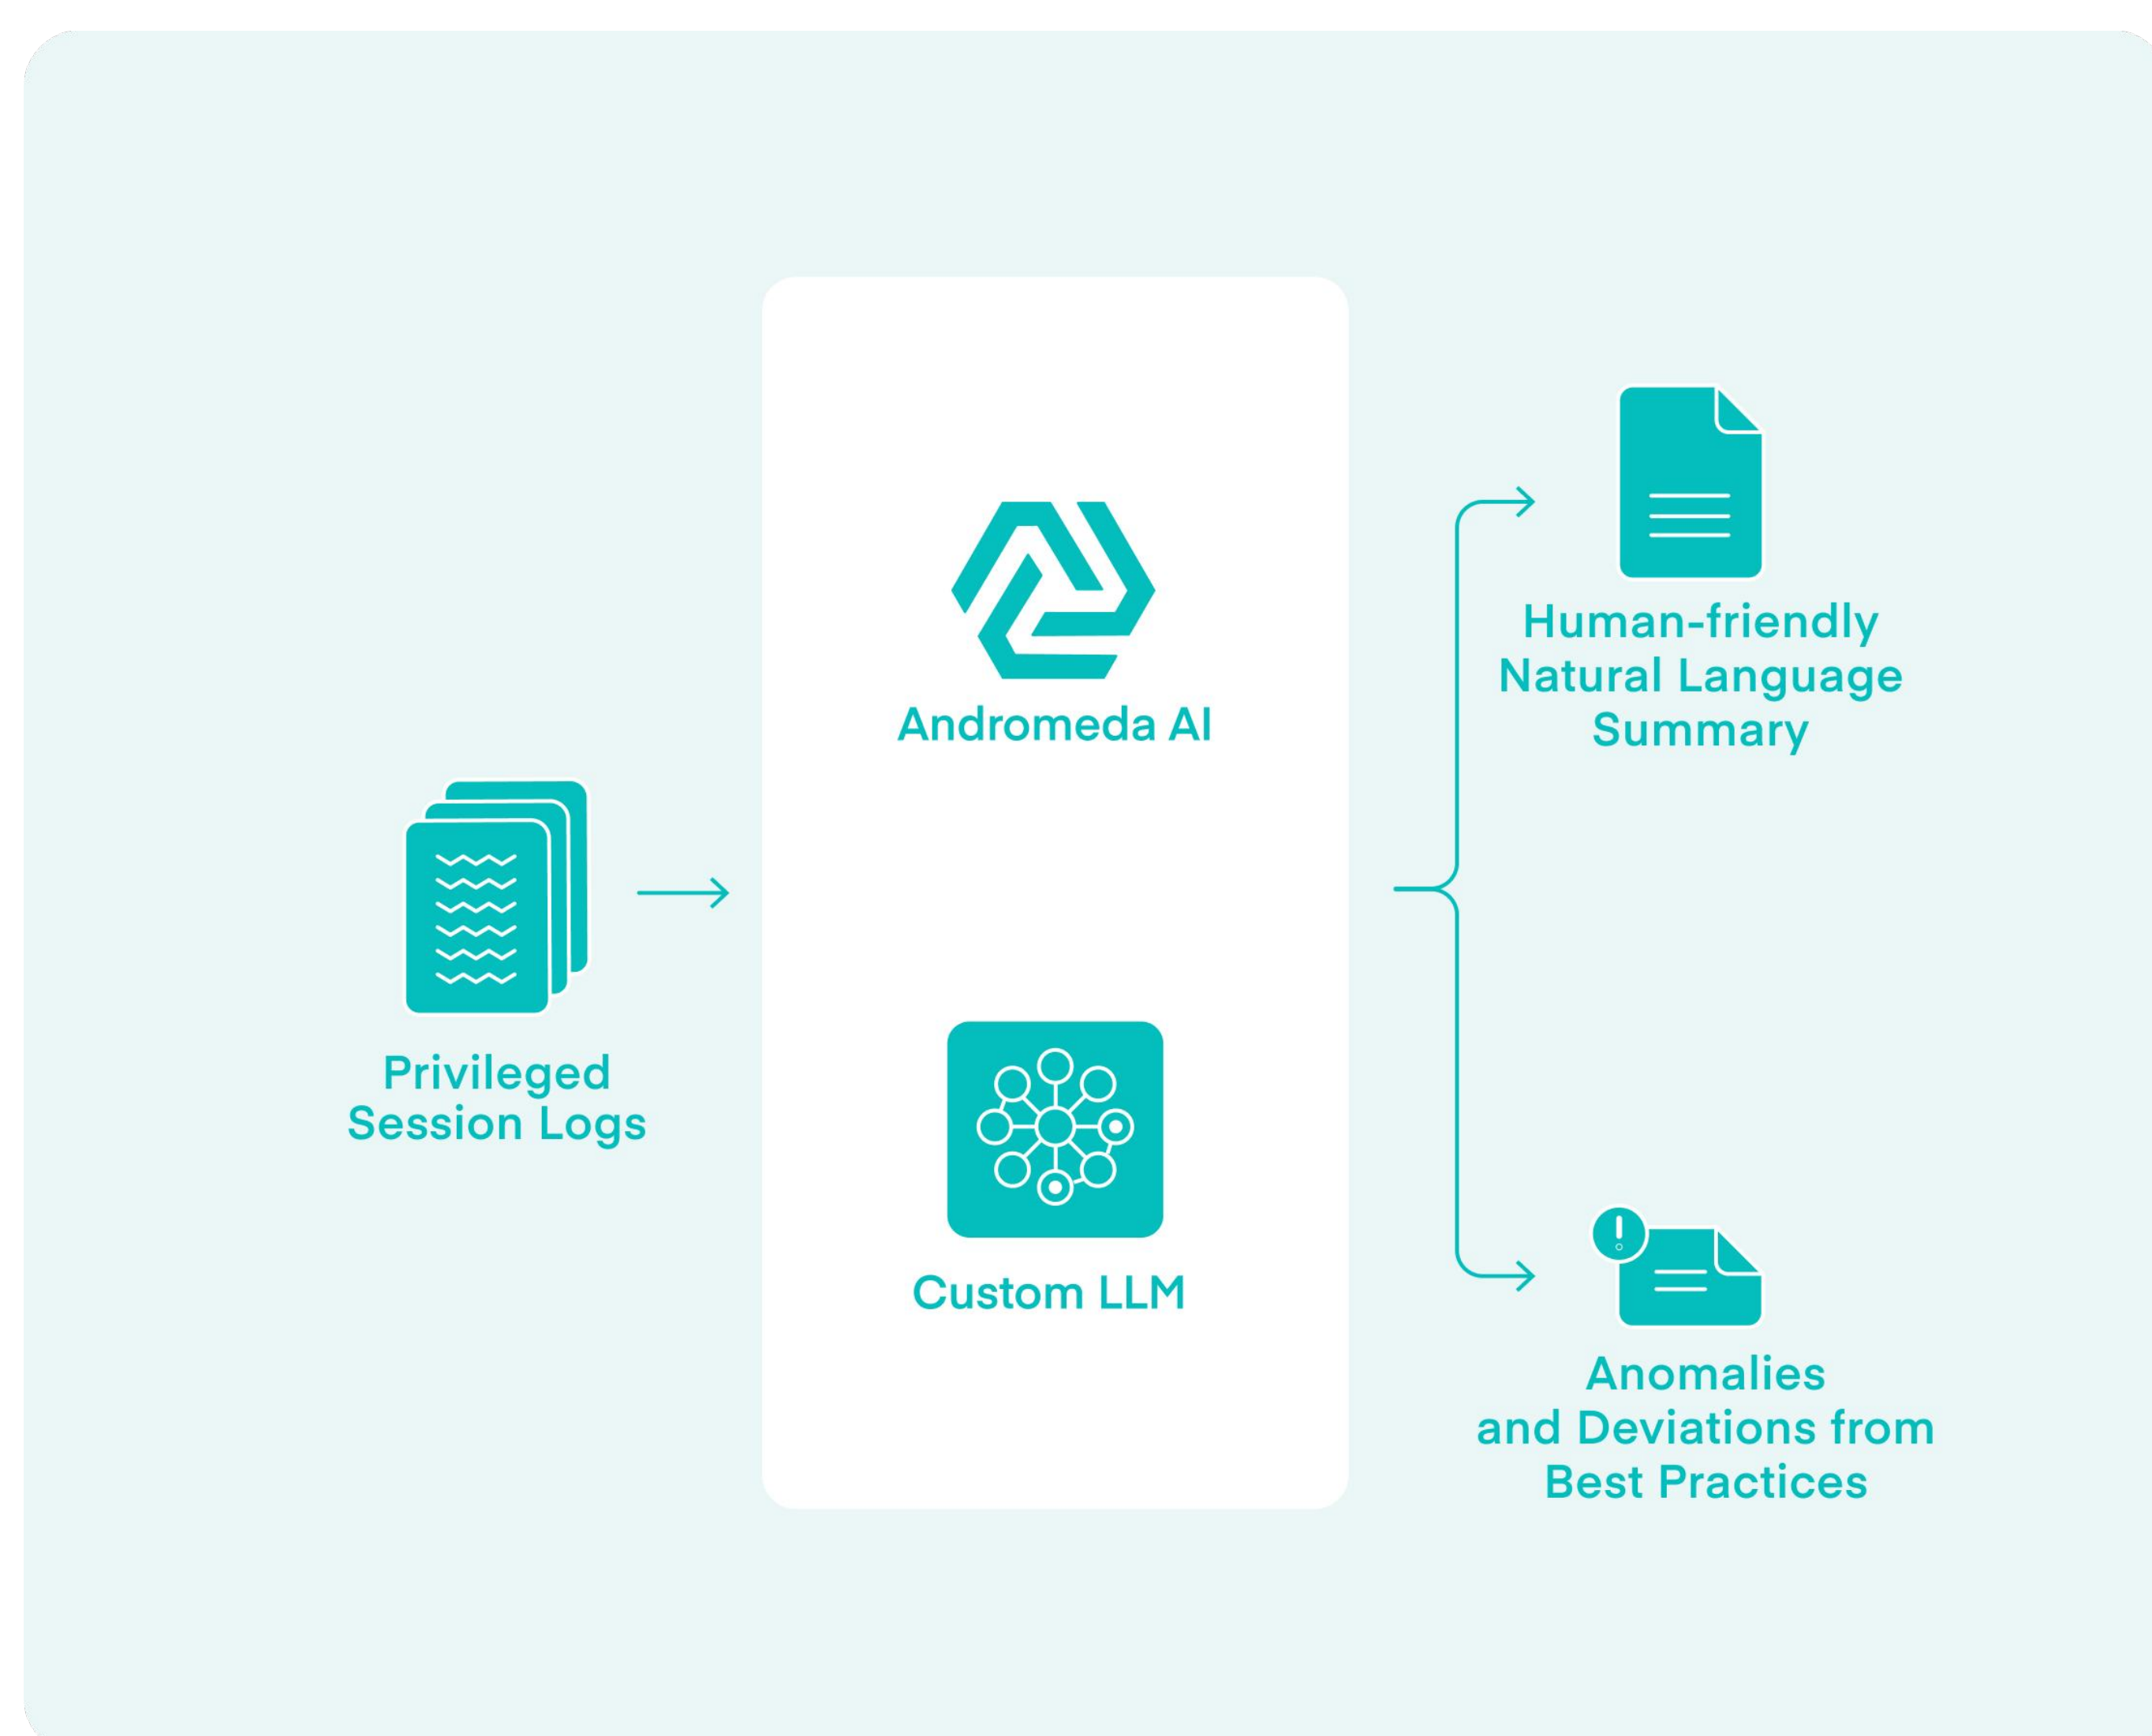 Privileged
Session Logs
Andromeda AI
Custom LLM
Human-friendly
Natural Language
Summary
Anomalies
and Deviations from
Best Practices